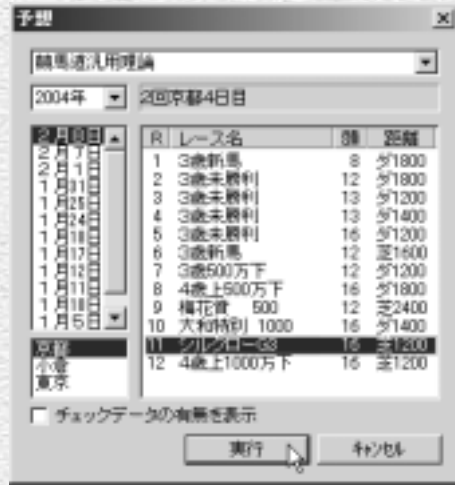 予想
競馬道汎用理論
2004年 2回京都4日目
2月8日
2月7日
2月1日
1月31日
1月25日
1月24日
1月18日
1月17日
1月12日
1月11日
1月10日
1月5日
京都
小倉
東京
R レース名 頭 距離
1 3歳新馬 8 ダ1800
2 3歳未勝利 12 ダ1800
3 3歳未勝利 13 ダ1200
4 3歳未勝利 13 ダ1400
5 3歳未勝利 16 ダ1200
6 3歳新馬 12 芝1600
7 3歳500万下 12 ダ1200
8 4歳上500万下 16 ダ1800
9 梅花賞 500 12 芝2400
10 大和特別 1000 16 ダ1400
11 シルクローG3 16 芝1200
12 4歳上1000万下 16 芝1200
チェックデータの有無を表示
実行 キャンセル